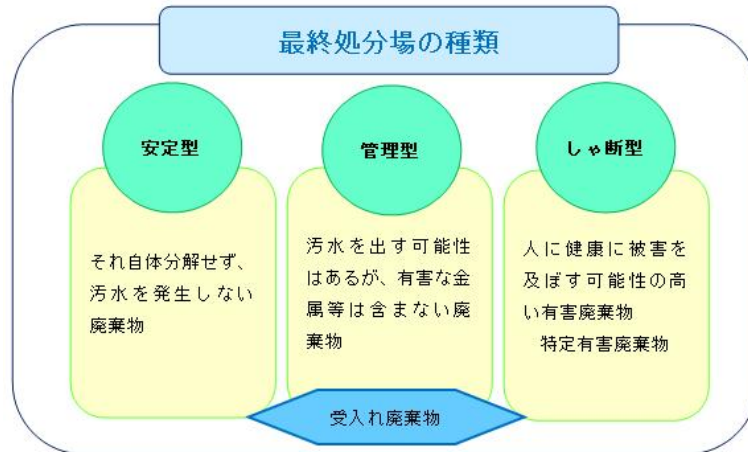 最終処分場の種類
安定型
管理型
しゃ断型
それ自体分解せず、
汚水を発生しない
廃棄物
汚水を出す可能性
はあるが、有害な金
属等は含まない廃
棄物
人に健康に被害を
及ぼす可能性の高
い有害廃棄物
特定有害廃棄物
受入れ廃棄物